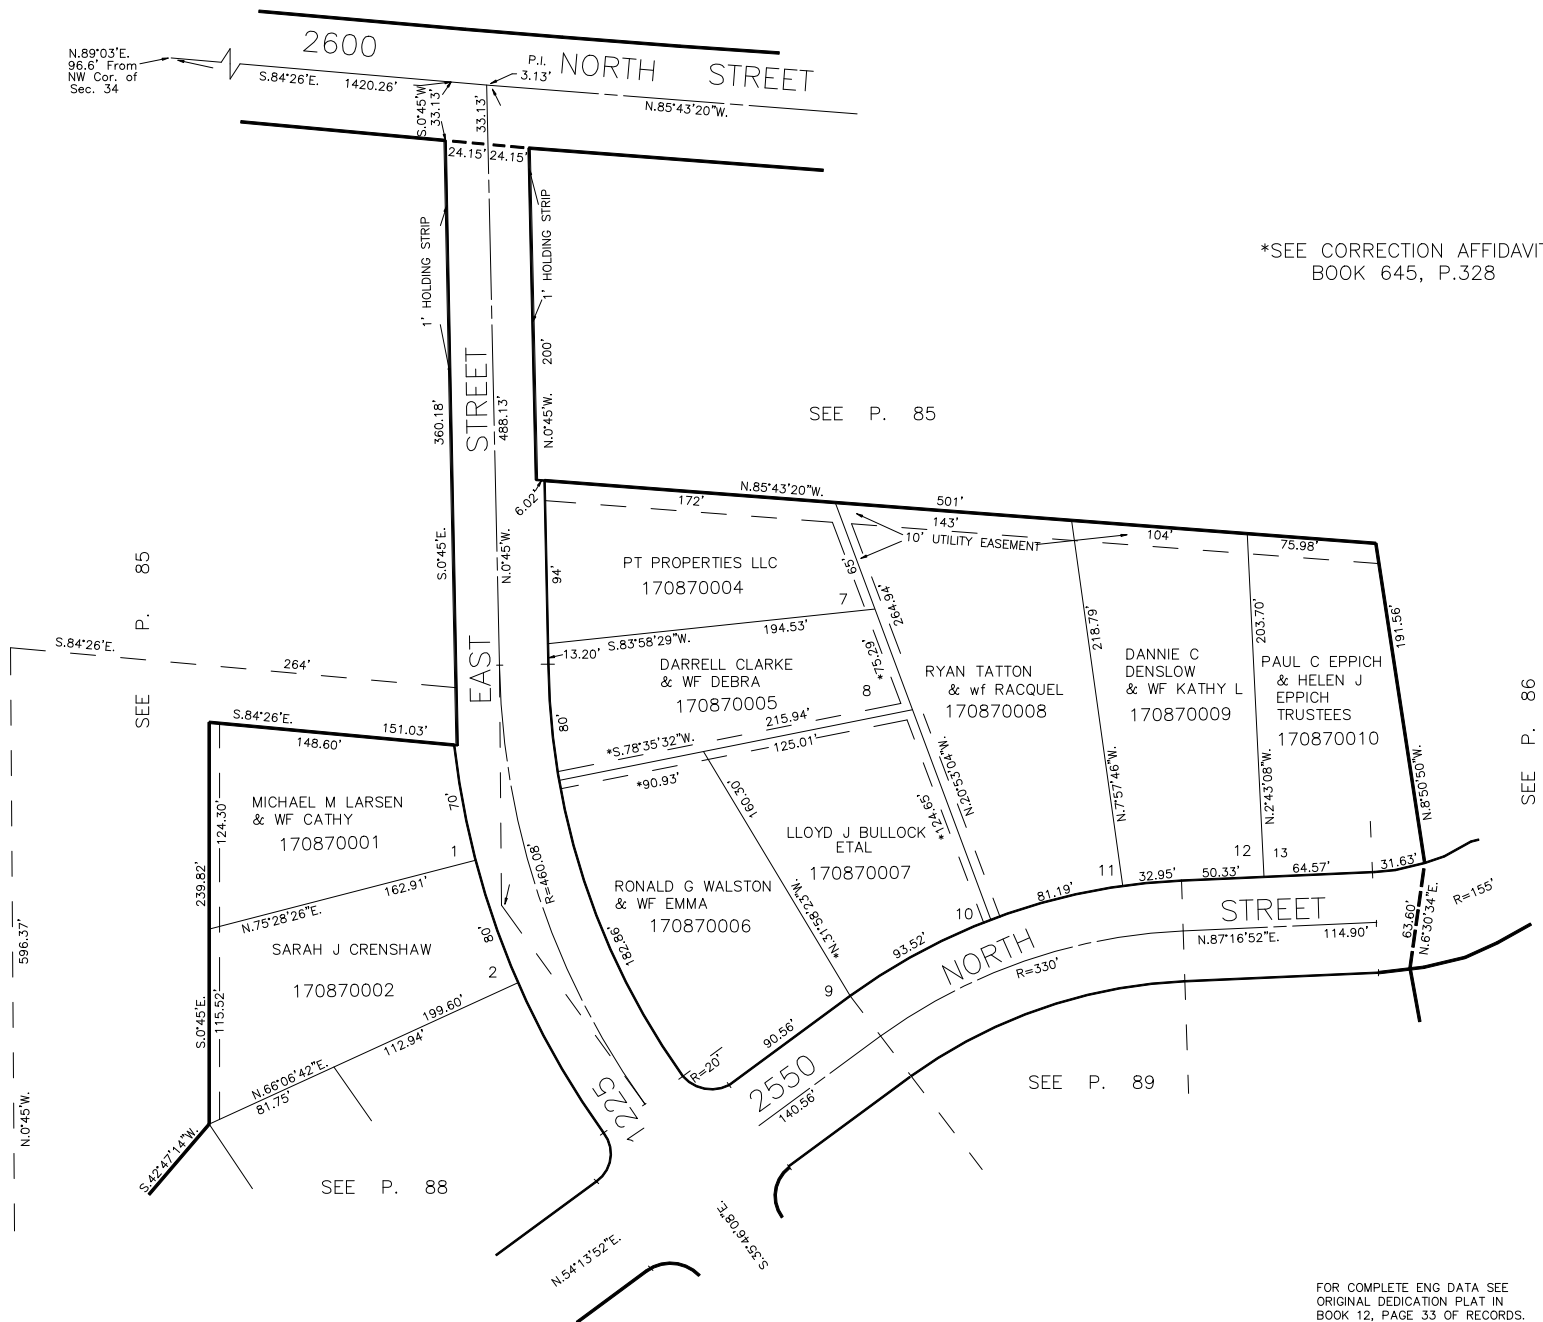 2600 NORTH STREET
N.89°03'E.
96.6' From
NW Cor. of
Sec. 34
S.84°26'E. 1420.26'
P.I.
3.13'
N.85°43'20"W.
S.0°45'W.
33.13'
33.13'
24.15' 24.15'
1' HOLDING STRIP
1' HOLDING STRIP
*SEE CORRECTION AFFIDAVIT
BOOK 645, P.328
200'
N.0°45'W.
360.18'
S.0°45'E.
488.13'
N.0°45'W.
EAST STREET
SEE P. 85
6.02'
N.85°43'20"W.
501'
172'
143'
104'
75.98'
10' UTILITY EASEMENT
PT PROPERTIES LLC
170870004
7
94'
65'
264.94'
S.83°58'29"W. 194.53'
13.20'
DARRELL CLARKE
& WF DEBRA
170870005
8
*75.29'
80'
*S.78°35'32"W. 215.94'
*90.93'
125.01'
RYAN TATTON
& wf RACQUEL
170870008
218.79'
N.7°57'46"W.
N.20°53'04"W.
*124.65'
DANNIE C
DENSLOW
& WF KATHY L
170870009
203.70'
N.2°43'08"W.
PAUL C EPPICH
& HELEN J
EPPICH
TRUSTEES
170870010
191.56'
N.8°50'50"W.
SEE P. 86
SEE P. 85
S.84°26'E.
264'
S.84°26'E. 151.03'
148.60'
MICHAEL M LARSEN
& WF CATHY
170870001
1
70'
124.30'
239.82'
162.91'
N.75°28'26"E.
SARAH J CRENSHAW
170870002
2
80'
115.52'
S.0°45'E.
596.37'
N.0°45'W.
199.60'
112.94'
N.66°06'42"E.
81.75'
S.42°47'14"W.
SEE P. 88
R=460.08'
182.86'
RONALD G WALSTON
& WF EMMA
170870006
9
160.30'
*N.31°58'23"W.
LLOYD J BULLOCK
ETAL
170870007
10
11
12
13
93.52'
81.19'
32.95'
50.33'
64.57'
31.63'
90.56'
R=20'
1225
2550 NORTH STREET
140.56'
R=330'
N.87°16'52"E. 114.90'
63.60'
N.6°30'34"E.
R=155'
SEE P. 89
S.35°46'08"E.
N.54°13'52"E.
FOR COMPLETE ENG DATA SEE
ORIGINAL DEDICATION PLAT IN
BOOK 12, PAGE 33 OF RECORDS.